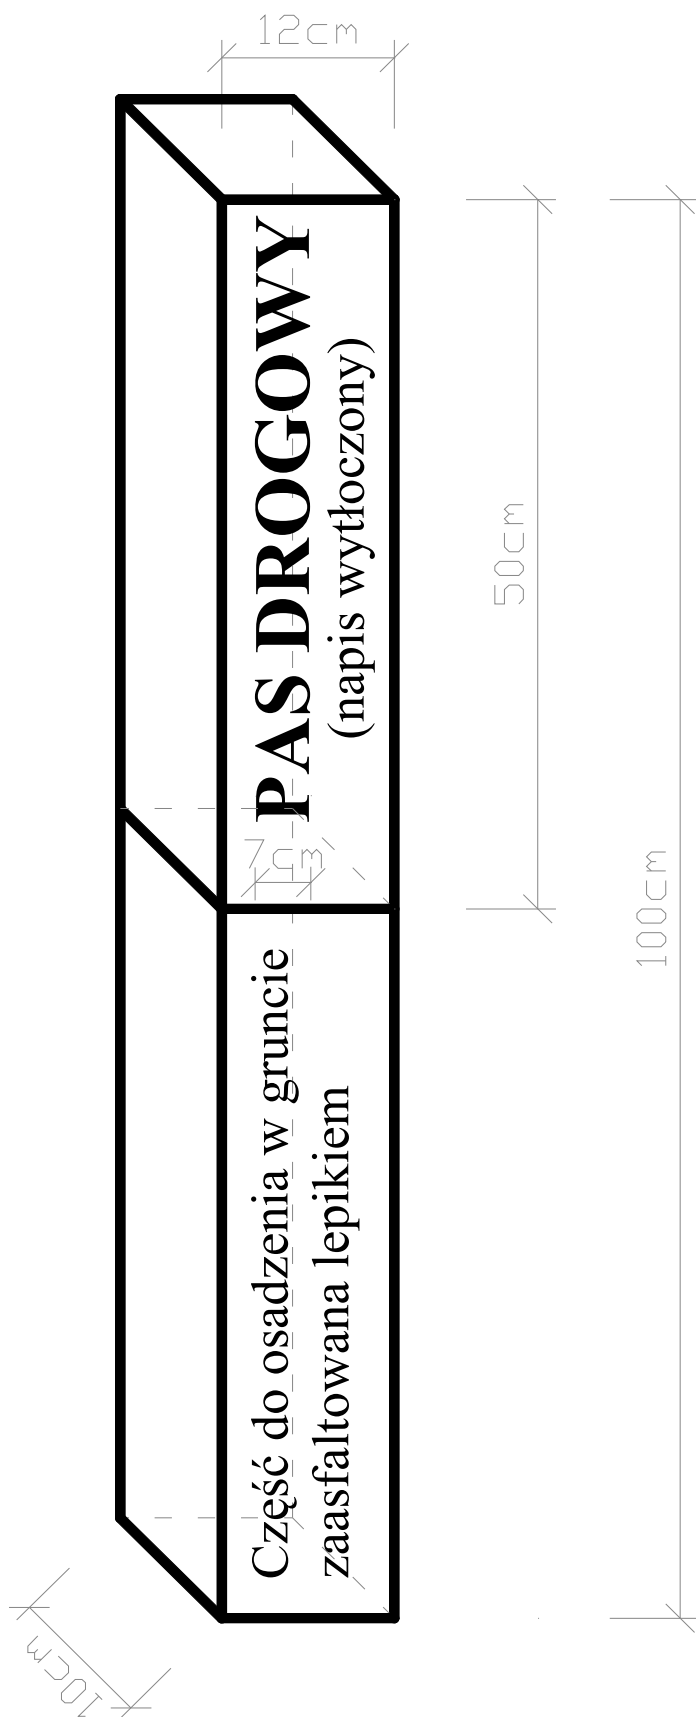 12cm
PAS DROGOWY
(napis wytłoczony)
50cm
7cm
100cm
Część do osadzenia w gruncie
zaasfaltowana lepikiem
10cm